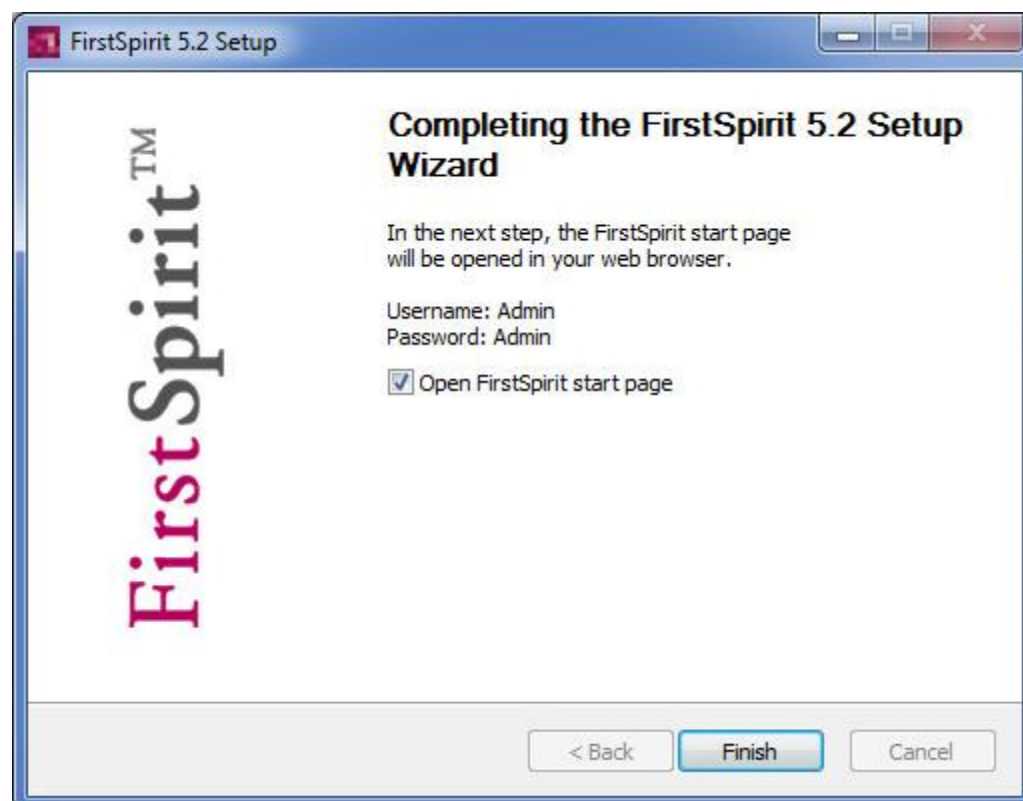 FirstSpirit 5.2 Setup
FirstSpirit™
Completing the FirstSpirit 5.2 Setup
Wizard
In the next step, the FirstSpirit start page
will be opened in your web browser.
Username: Admin
Password: Admin
Open FirstSpirit start page
< Back
Finish
Cancel